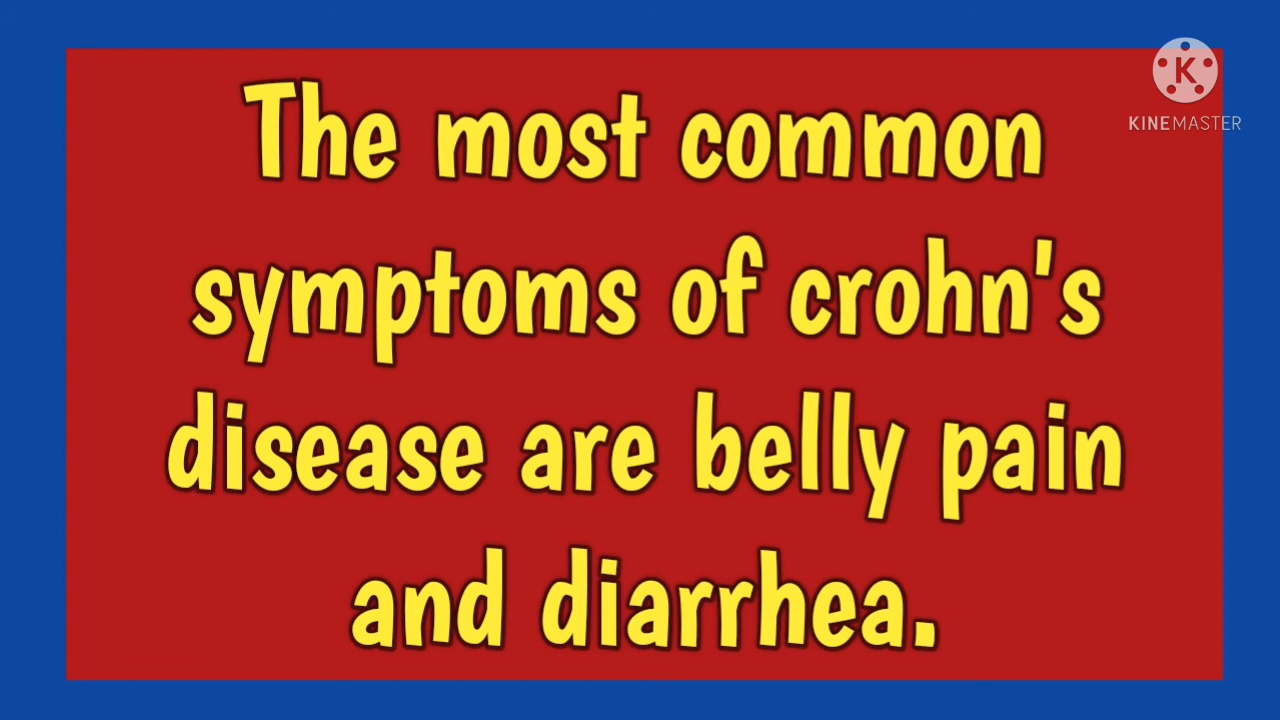 The most common
symptoms of crohn's
disease are belly pain
and diarrhea.
K
KINEMASTER